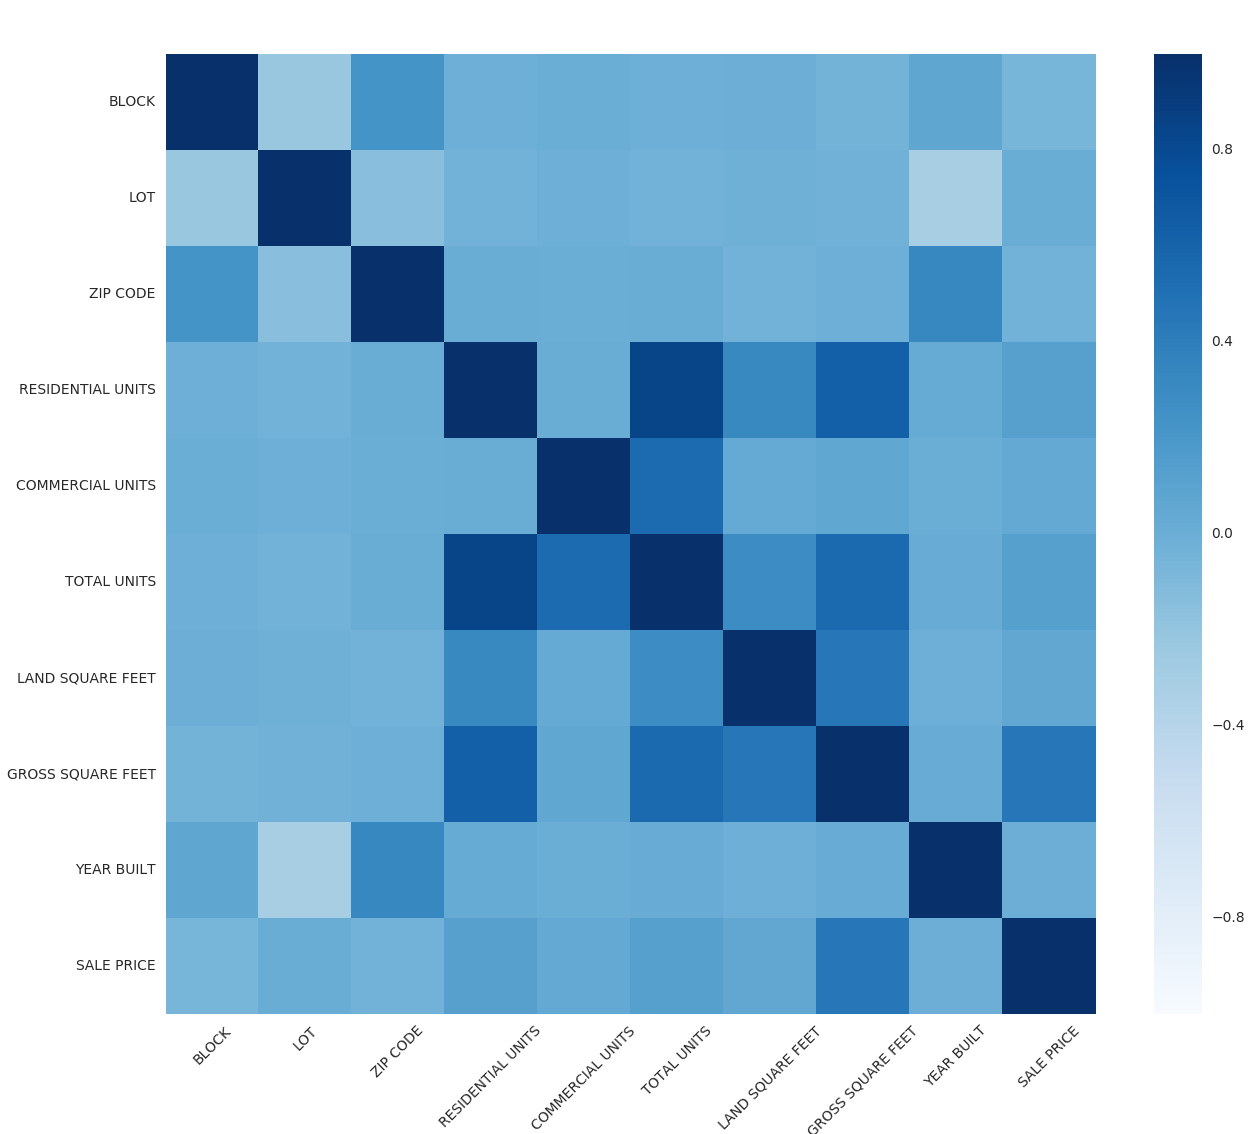 BLOCK
LOT
ZIP CODE
RESIDENTIAL UNITS
COMMERCIAL UNITS
TOTAL UNITS
LAND SQUARE FEET
GROSS SQUARE FEET
YEAR BUILT
SALE PRICE
BLOCK
LOT
ZIP CODE
RESIDENTIAL UNITS
COMMERCIAL UNITS
TOTAL UNITS
LAND SQUARE FEET
GROSS SQUARE FEET
YEAR BUILT
SALE PRICE
0.8
0.4
0.0
−0.4
−0.8